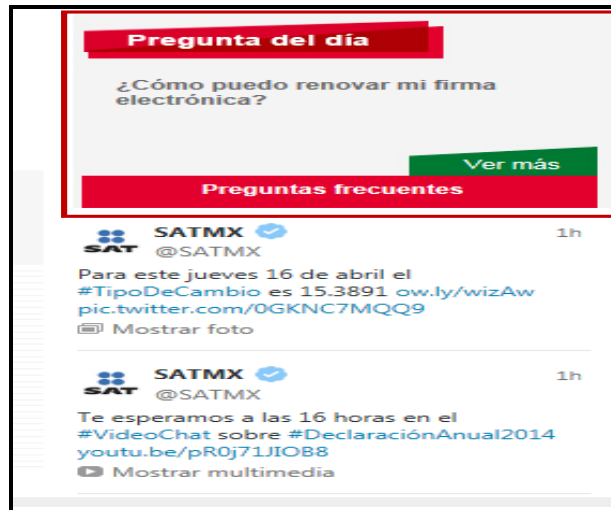 Pregunta del día
¿Cómo puedo renovar mi firma
electrónica?
Ver más
Preguntas frecuentes
SAT SATMX 1h
@SATMX
Para este jueves 16 de abril el
#TipoDeCambio es 15.3891 ow.ly/wizAw
pic.twitter.com/0GKNC7MQQ9
Mostrar foto
SAT SATMX 1h
@SATMX
Te esperamos a las 16 horas en el
#VideoChat sobre #DeclaraciónAnual2014
youtu.be/pR0j71JIOB8
Mostrar multimedia